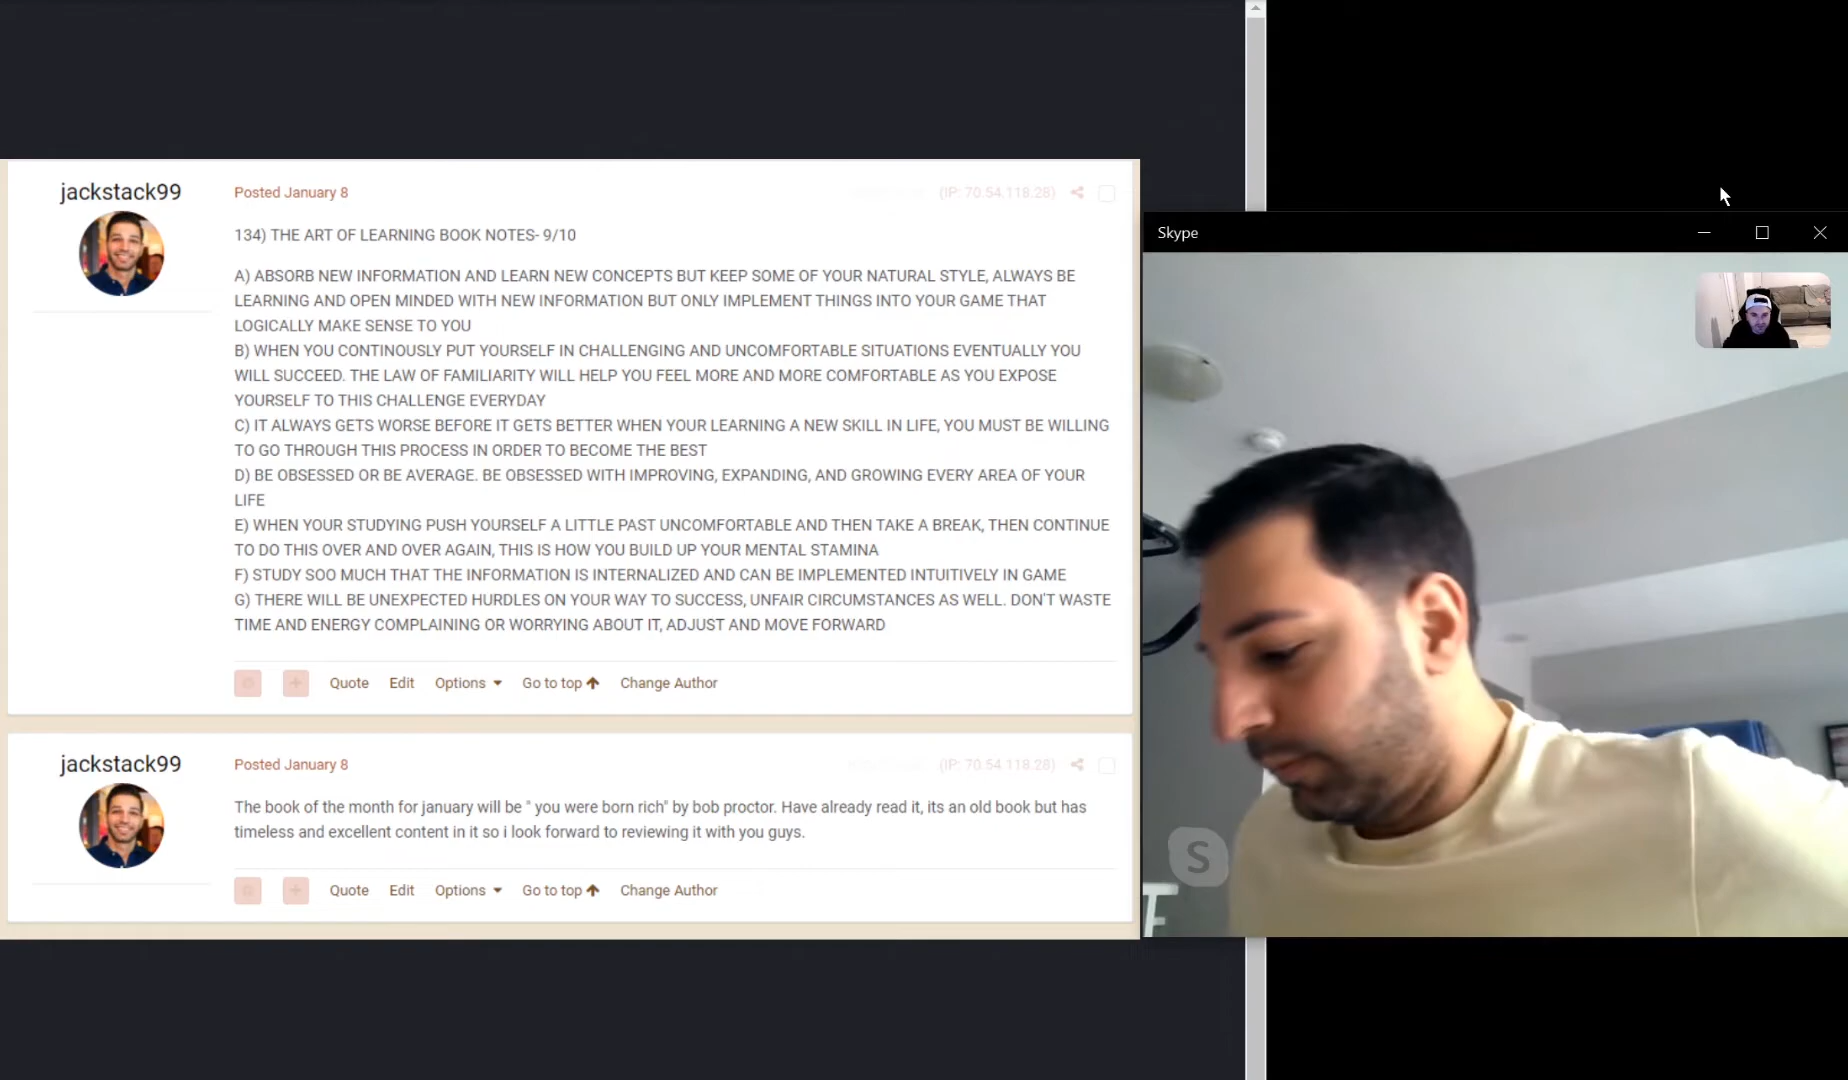 jackstack99
Posted January 8
(IP: 70.54.118.28)
134) THE ART OF LEARNING BOOK NOTES- 9/10
A) ABSORB NEW INFORMATION AND LEARN NEW CONCEPTS BUT KEEP SOME OF YOUR NATURAL STYLE, ALWAYS BE
LEARNING AND OPEN MINDED WITH NEW INFORMATION BUT ONLY IMPLEMENT THINGS INTO YOUR GAME THAT
LOGICALLY MAKE SENSE TO YOU
B) WHEN YOU CONTINOUSLY PUT YOURSELF IN CHALLENGING AND UNCOMFORTABLE SITUATIONS EVENTUALLY YOU
WILL SUCCEED. THE LAW OF FAMILIARITY WILL HELP YOU FEEL MORE AND MORE COMFORTABLE AS YOU EXPOSE
YOURSELF TO THIS CHALLENGE EVERYDAY
C) IT ALWAYS GETS WORSE BEFORE IT GETS BETTER WHEN YOUR LEARNING A NEW SKILL IN LIFE, YOU MUST BE WILLING
TO GO THROUGH THIS PROCESS IN ORDER TO BECOME THE BEST
D) BE OBSESSED OR BE AVERAGE. BE OBSESSED WITH IMPROVING, EXPANDING, AND GROWING EVERY AREA OF YOUR
LIFE
E) WHEN YOUR STUDYING PUSH YOURSELF A LITTLE PAST UNCOMFORTABLE AND THEN TAKE A BREAK, THEN CONTINUE
TO DO THIS OVER AND OVER AGAIN, THIS IS HOW YOU BUILD UP YOUR MENTAL STAMINA
F) STUDY SOO MUCH THAT THE INFORMATION IS INTERNALIZED AND CAN BE IMPLEMENTED INTUITIVELY IN GAME
G) THERE WILL BE UNEXPECTED HURDLES ON YOUR WAY TO SUCCESS, UNFAIR CIRCUMSTANCES AS WELL. DON'T WASTE
TIME AND ENERGY COMPLAINING OR WORRYING ABOUT IT, ADJUST AND MOVE FORWARD
Quote Edit Options Go to top Change Author
jackstack99
Posted January 8
(IP: 70.54.118.28)
The book of the month for january will be " you were born rich" by bob proctor. Have already read it, its an old book but has
timeless and excellent content in it so i look forward to reviewing it with you guys.
Quote Edit Options Go to top Change Author
Skype
S